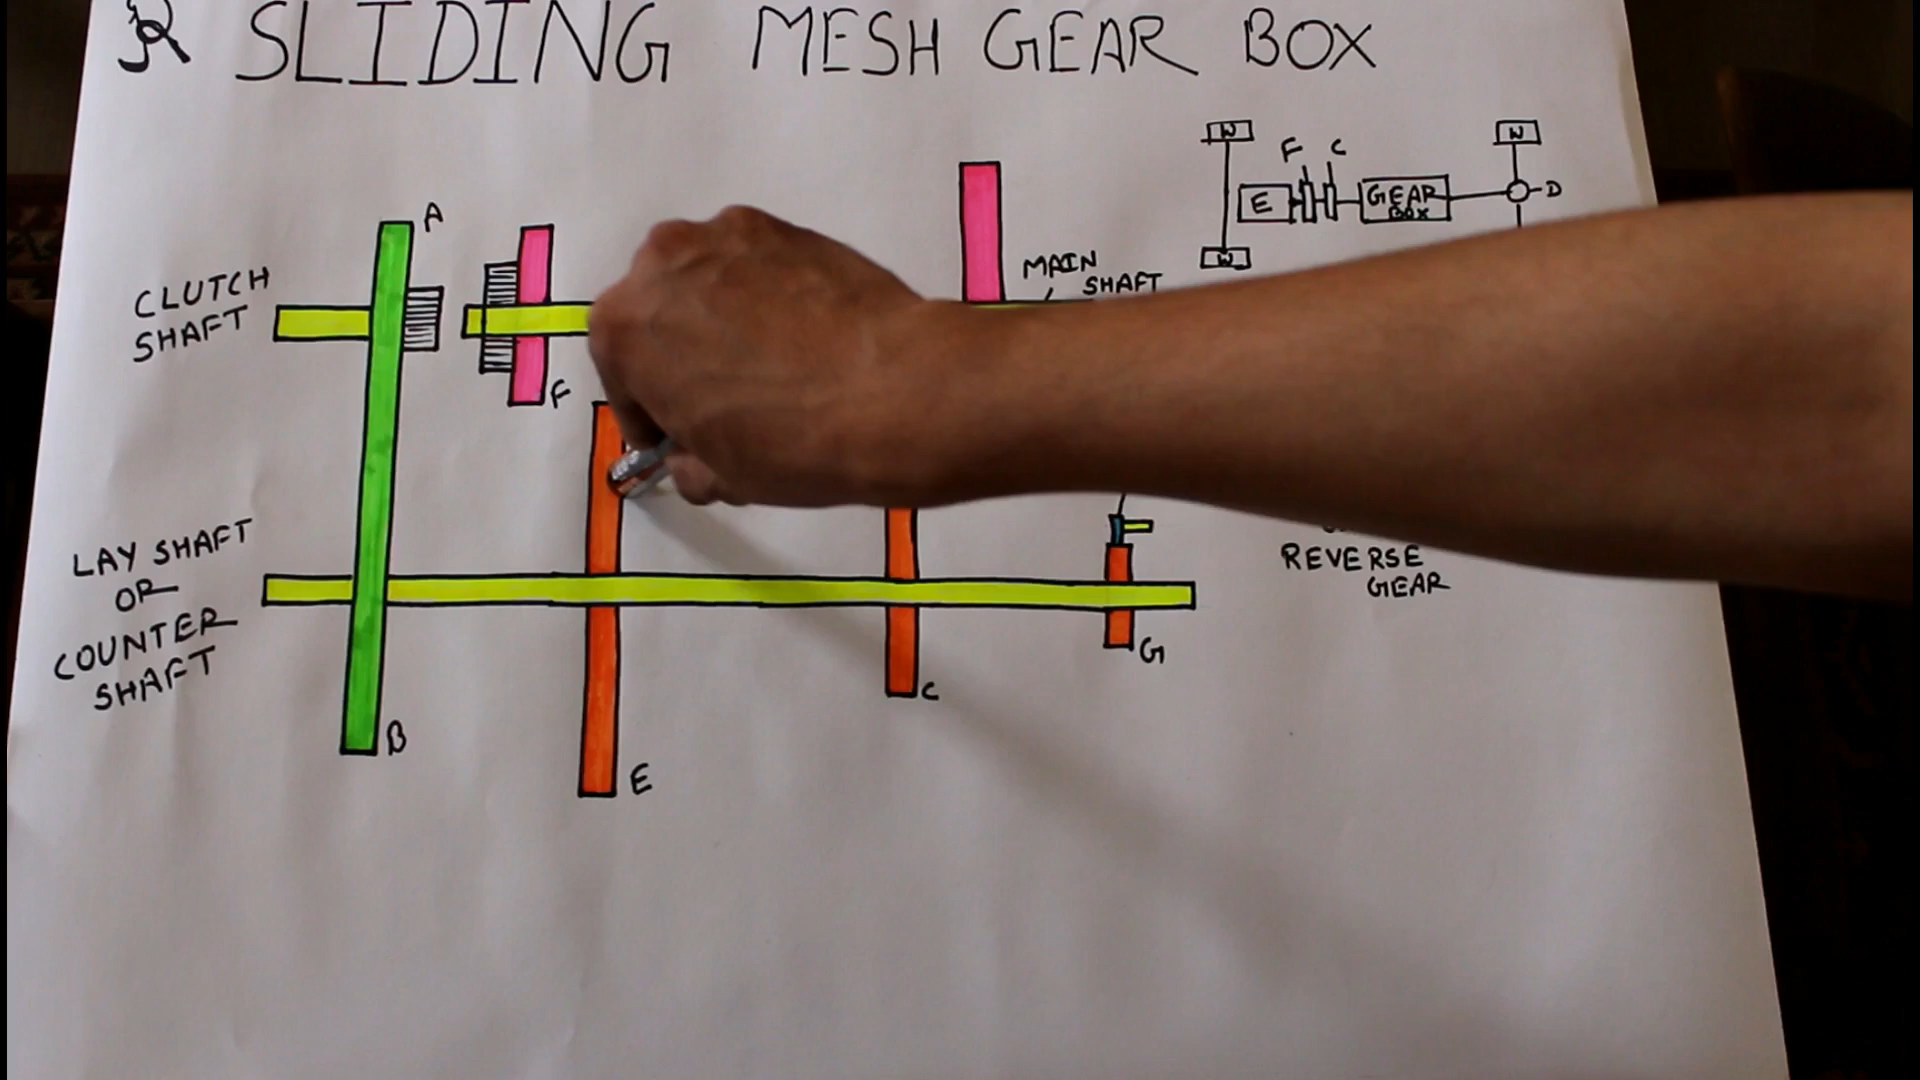 SLIDING MESH GEAR BOX
W
W
F C
E
GEAR
BOX
D
W
A
CLUTCH
SHAFT
MAIN
SHAFT
F
LAY SHAFT
OR
COUNTER
SHAFT
REVERSE
GEAR
G
C
B
E